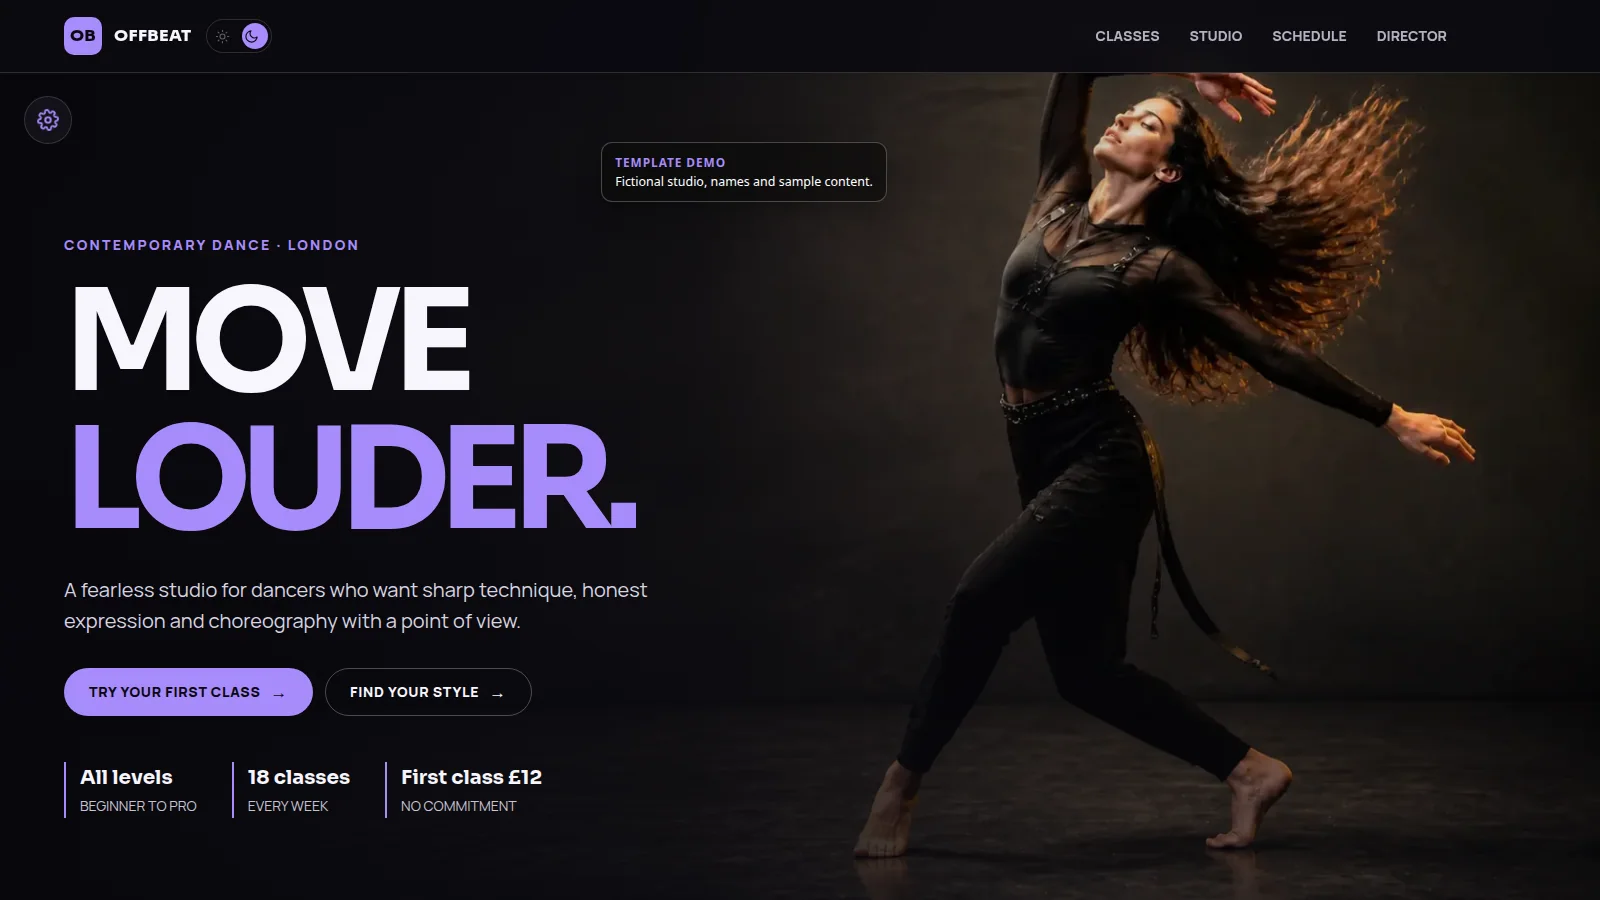 OB OFFBEAT
CLASSES STUDIO SCHEDULE DIRECTOR
TEMPLATE DEMO
Fictional studio, names and sample content.
CONTEMPORARY DANCE · LONDON
MOVE
LOUDER.
A fearless studio for dancers who want sharp technique, honest
expression and choreography with a point of view.
TRY YOUR FIRST CLASS → FIND YOUR STYLE →
All levels
BEGINNER TO PRO
18 classes
EVERY WEEK
First class £12
NO COMMITMENT